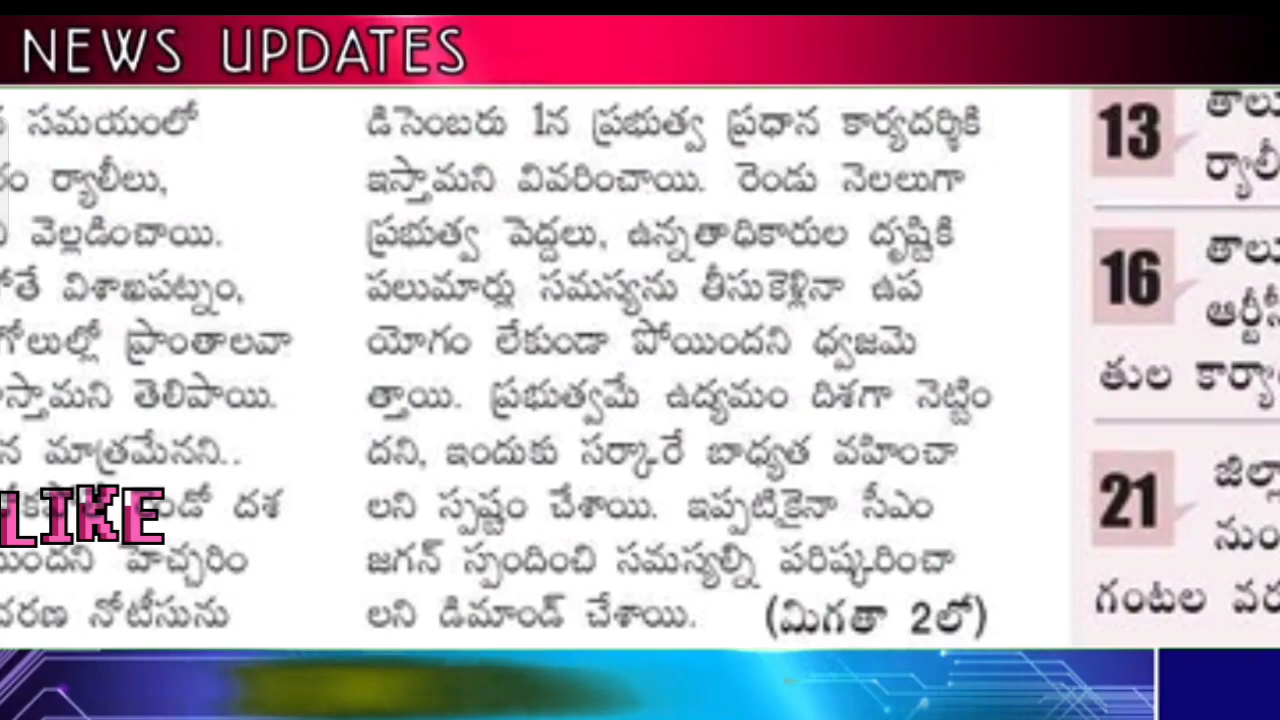 NEWS UPDATES
సమయంలో
ర్యాలీలు,
వెల్లడించాయి.
విశాఖపట్నం,
ప్రాంతాలవా
తెలిపాయి.
మాత్రమేనని..
దశ
హెచ్చరిం
నోటీసును
LIKE
డిసెంబరు 1న ప్రభుత్వ ప్రధాన కార్యదర్శికి
ఇస్తామని వివరించాయి. రెండు నెలలుగా
ప్రభుత్వ పెద్దలు, ఉన్నతాధికారుల దృష్టికి
పలుమార్లు సమస్యను తీసుకెళ్లినా ఉప
యోగం లేకుండా పోయిందని ధ్వజమె
త్తాయి. ప్రభుత్వమే ఉద్యమం దిశగా నెట్టిం
దని, ఇందుకు సర్కారే బాధ్యత వహించా
లని స్పష్టం చేశాయి. ఇప్పటికైనా సీఎం
జగన్ స్పందించి సమస్యల్ని పరిష్కరించా
లని డిమాండ్ చేశాయి. (మిగతా 2లో)
13
16
తుల
21
గంటల